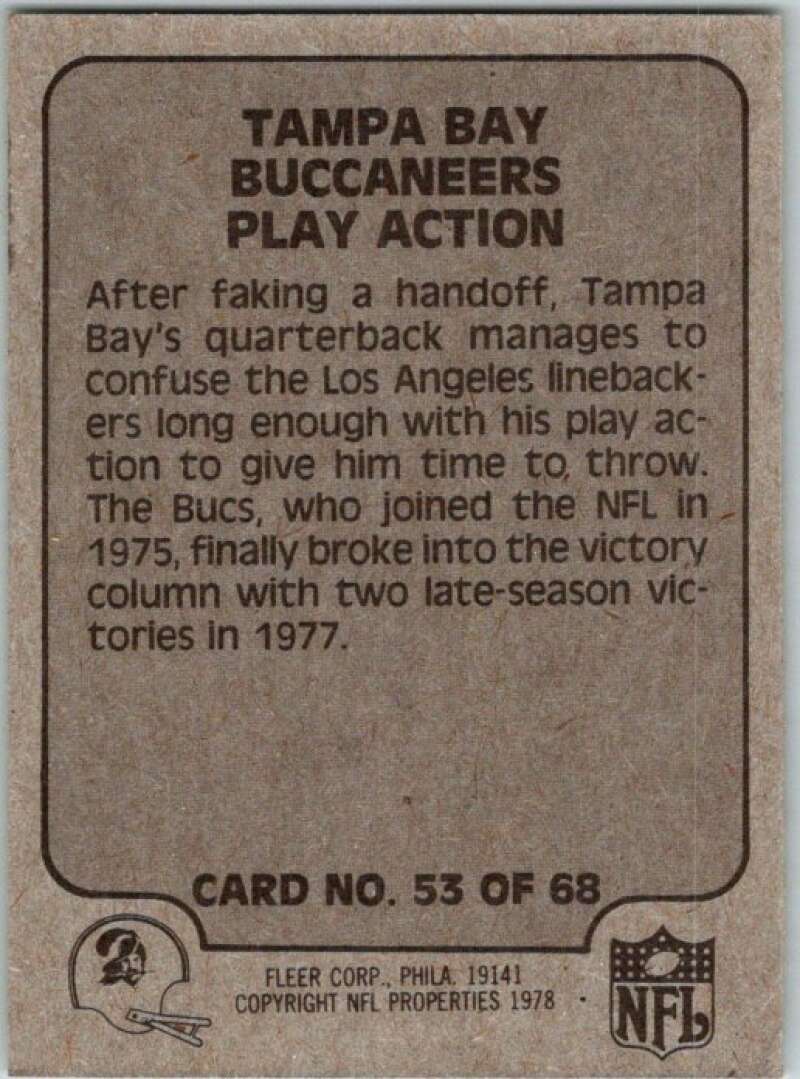 TAMPA BAY
BUCCANEERS
PLAY ACTION
After faking a handoff, Tampa
Bay's quarterback manages to
confuse the Los Angeles lineback-
ers long enough with his play ac-
tion to give him time to throw.
The Bucs, who joined the NFL in
1975, finally broke into the victory
column with two late-season vic-
tories in 1977.
CARD NO. 53 OF 68
FLEER CORP., PHILA. 19141
COPYRIGHT NFL PROPERTIES 1978
NFL